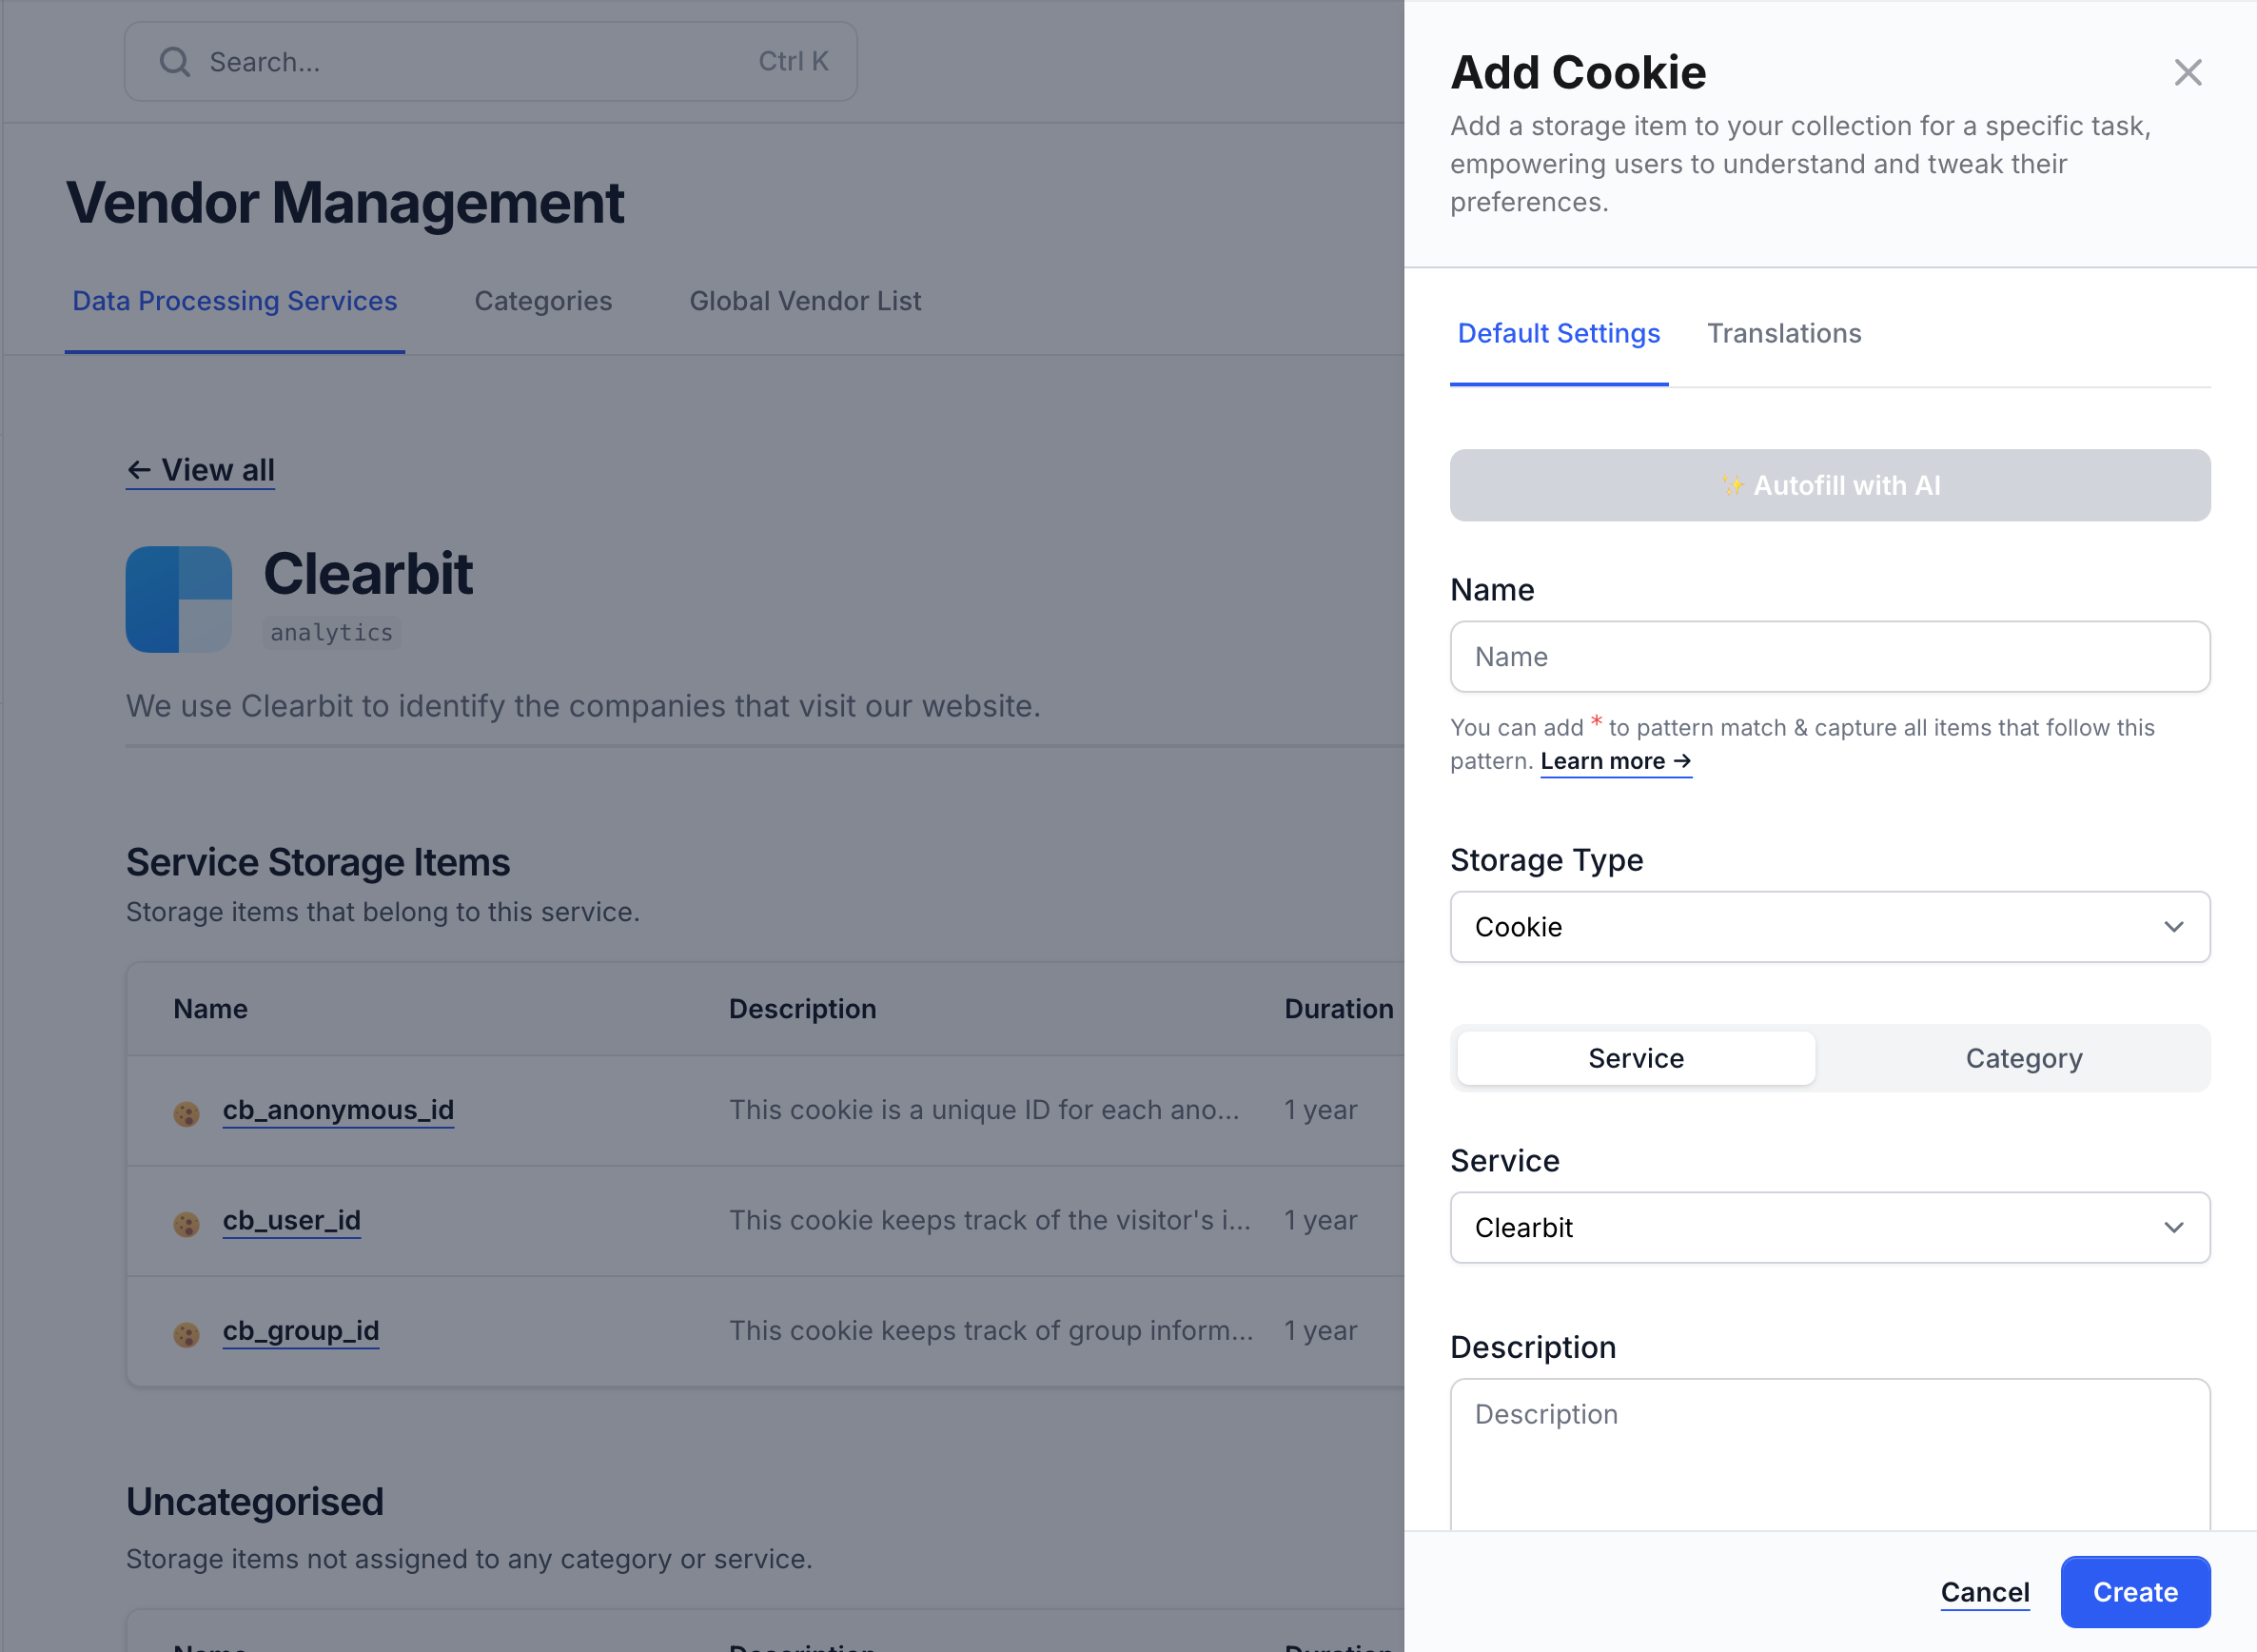 Search...
Ctrl K
Vendor Management
Data Processing Services
Categories
Global Vendor List
← View all
Clearbit
analytics
We use Clearbit to identify the companies that visit our website.
Service Storage Items
Storage items that belong to this service.
Name
Description
Duration
cb_anonymous_id
This cookie is a unique ID for each ano...
1 year
cb_user_id
This cookie keeps track of the visitor's i...
1 year
cb_group_id
This cookie keeps track of group inform...
1 year
Uncategorised
Storage items not assigned to any category or service.
Name
Description
Duration
Add Cookie
Add a storage item to your collection for a specific task,
empowering users to understand and tweak their
preferences.
Default Settings
Translations
✨ Autofill with AI
Name
Name
You can add * to pattern match & capture all items that follow this
pattern. Learn more →
Storage Type
Cookie
Service
Category
Service
Clearbit
Description
Description
Cancel
Create